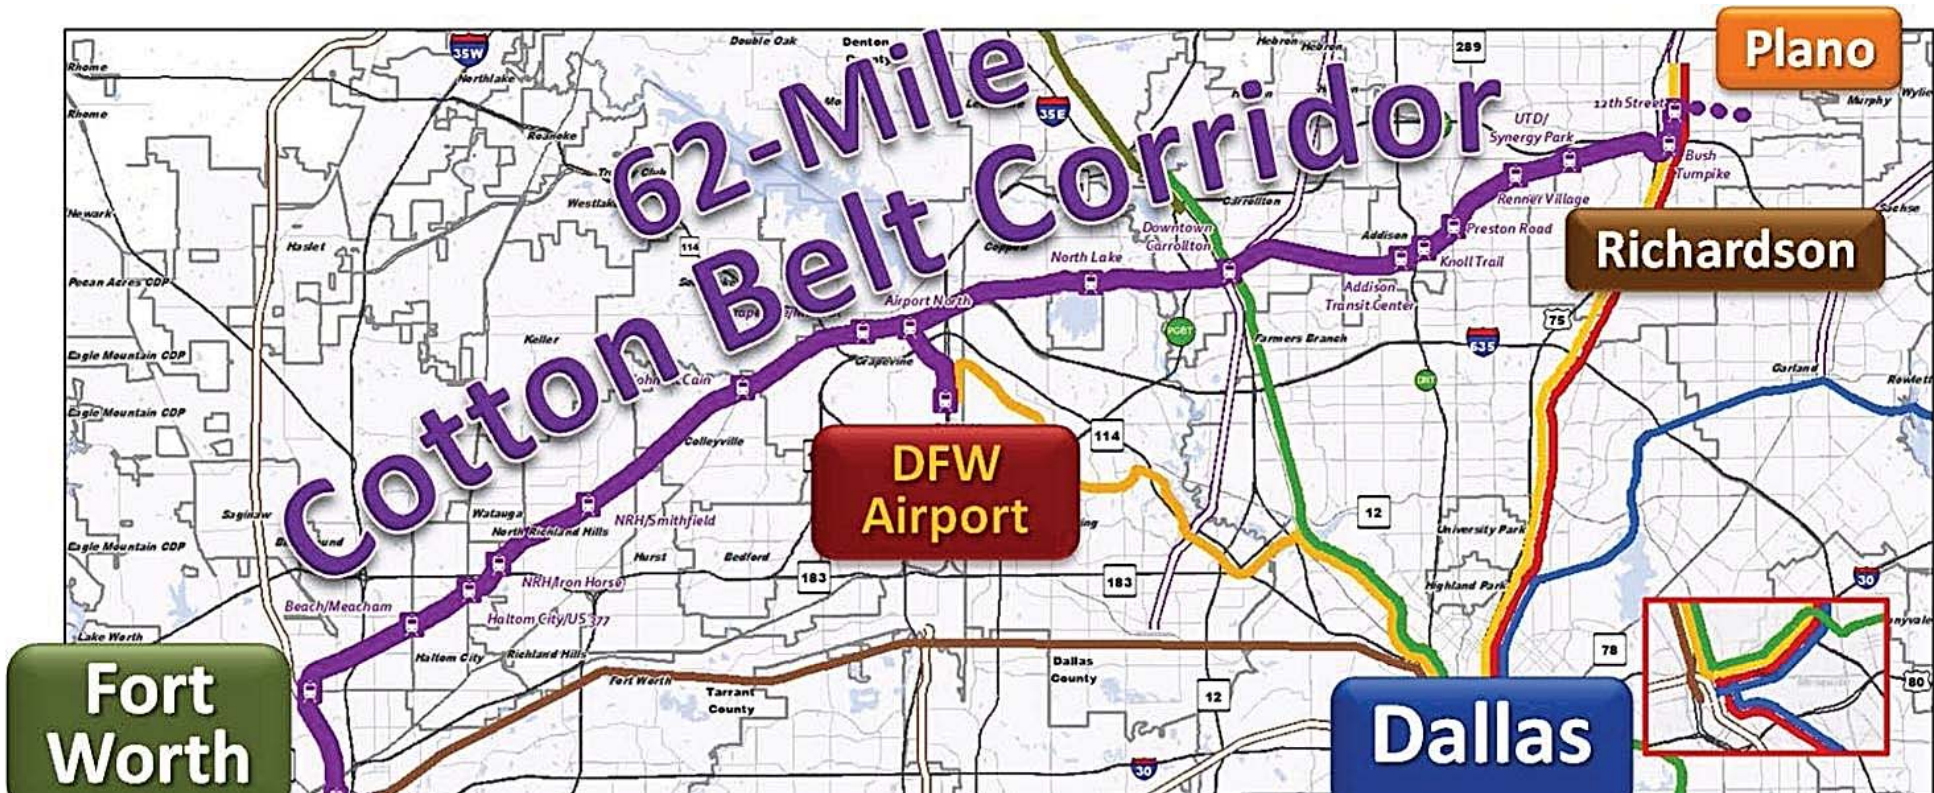 Plano
Double Oak
Denton
County
Hebron
Hebron
289
35W
Rhome
Northlake
35E
12th Street
Murphy
Wylie
Rhome
Roanoke
UTD/
Synergy Park
62-Mile
Belt Corridor
Cotton
Bush
Turnpike
Newark
Westlake
Carrollton
Renner Village
Sachse
Haslet
114
Downtown
Carrollton
Addison
Preston Road
Richardson
Coppell
North Lake
Knoll Trail
Pecan Acres CDP
Addison
Transit Center
Airport North
75
Keller
PGBT
Farmers Branch
635
Eagle Mountain CDP
Grapevine
Garland
Rowlett
DNT
Eagle Mountain CDP
Colleyville
114
DFW
Airport
Saginaw
Watauga
NRH/Smithfield
12
North Richland Hills
University Park
Eagle Mountain CDP
Hurst
Bedford
183
183
NRH/Iron Horse
Highland Park
30
Beach/Meacham
Haltom City/US 377
Lake Worth
Haltom City
Richland Hills
78
Fort
Worth
Fort Worth
Tarrant
County
Dallas
County
12
80
Dallas
30